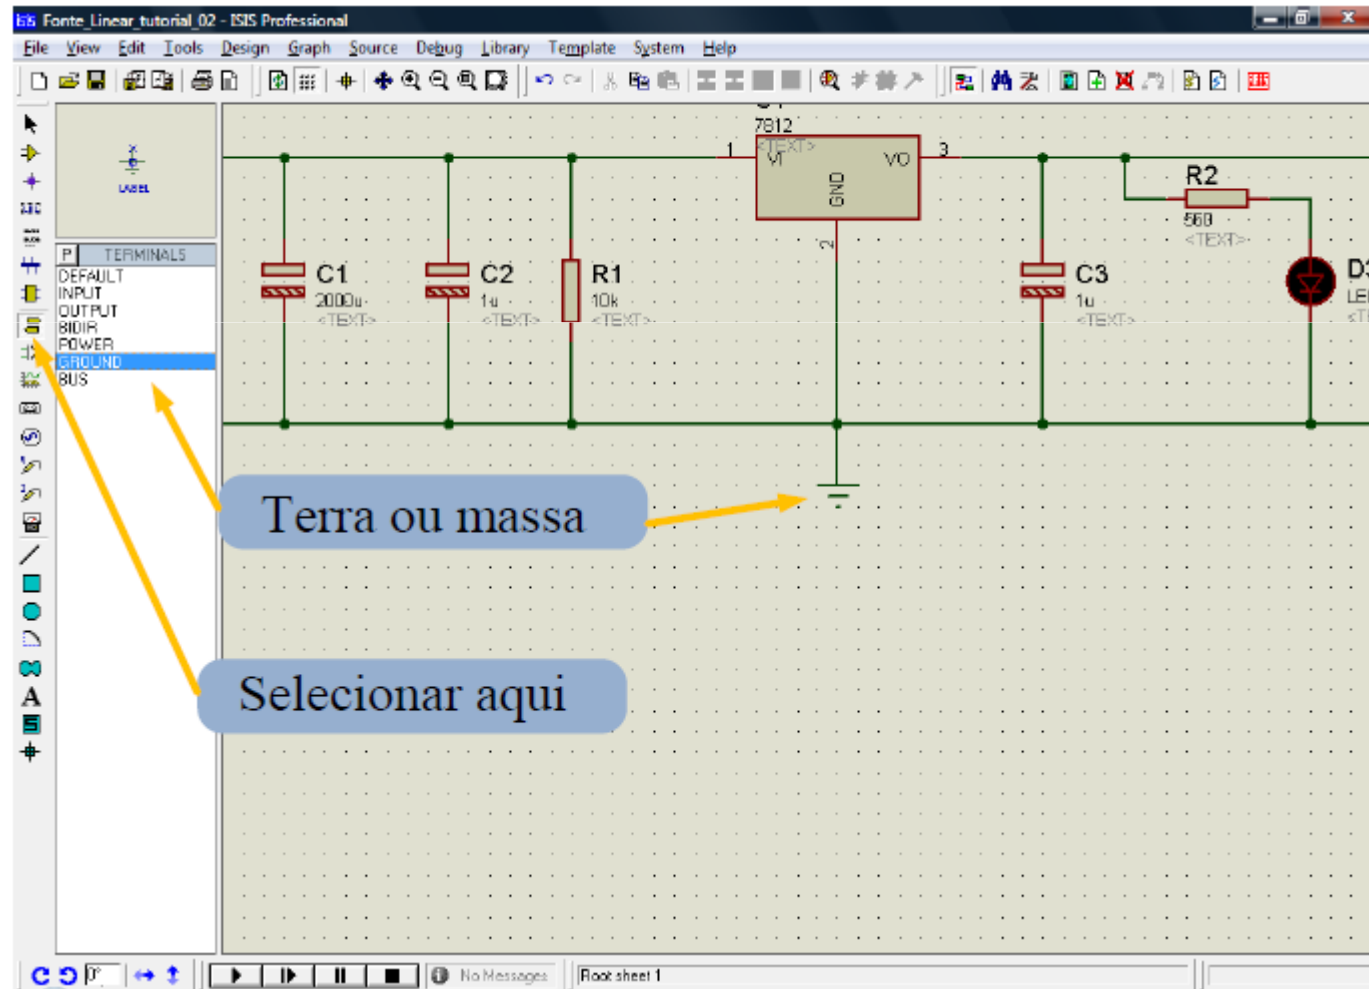 Fonte_Linear_tutorial_02 - ISIS Professional
File View Edit Tools Design Graph Source Debug Library Template System Help
LABEL
P TERMINALS
DEFAULT
INPUT
OUTPUT
BIDIR
POWER
GROUND
BUS
7812
<TEXT>
1 VI VO 3
GND
2
C1
2000u
<TEXT>
C2
1u
<TEXT>
R1
10k
<TEXT>
C3
1u
<TEXT>
R2
560
<TEXT>
Terra ou massa
Selecionar aqui
A
No Messages
Root sheet 1